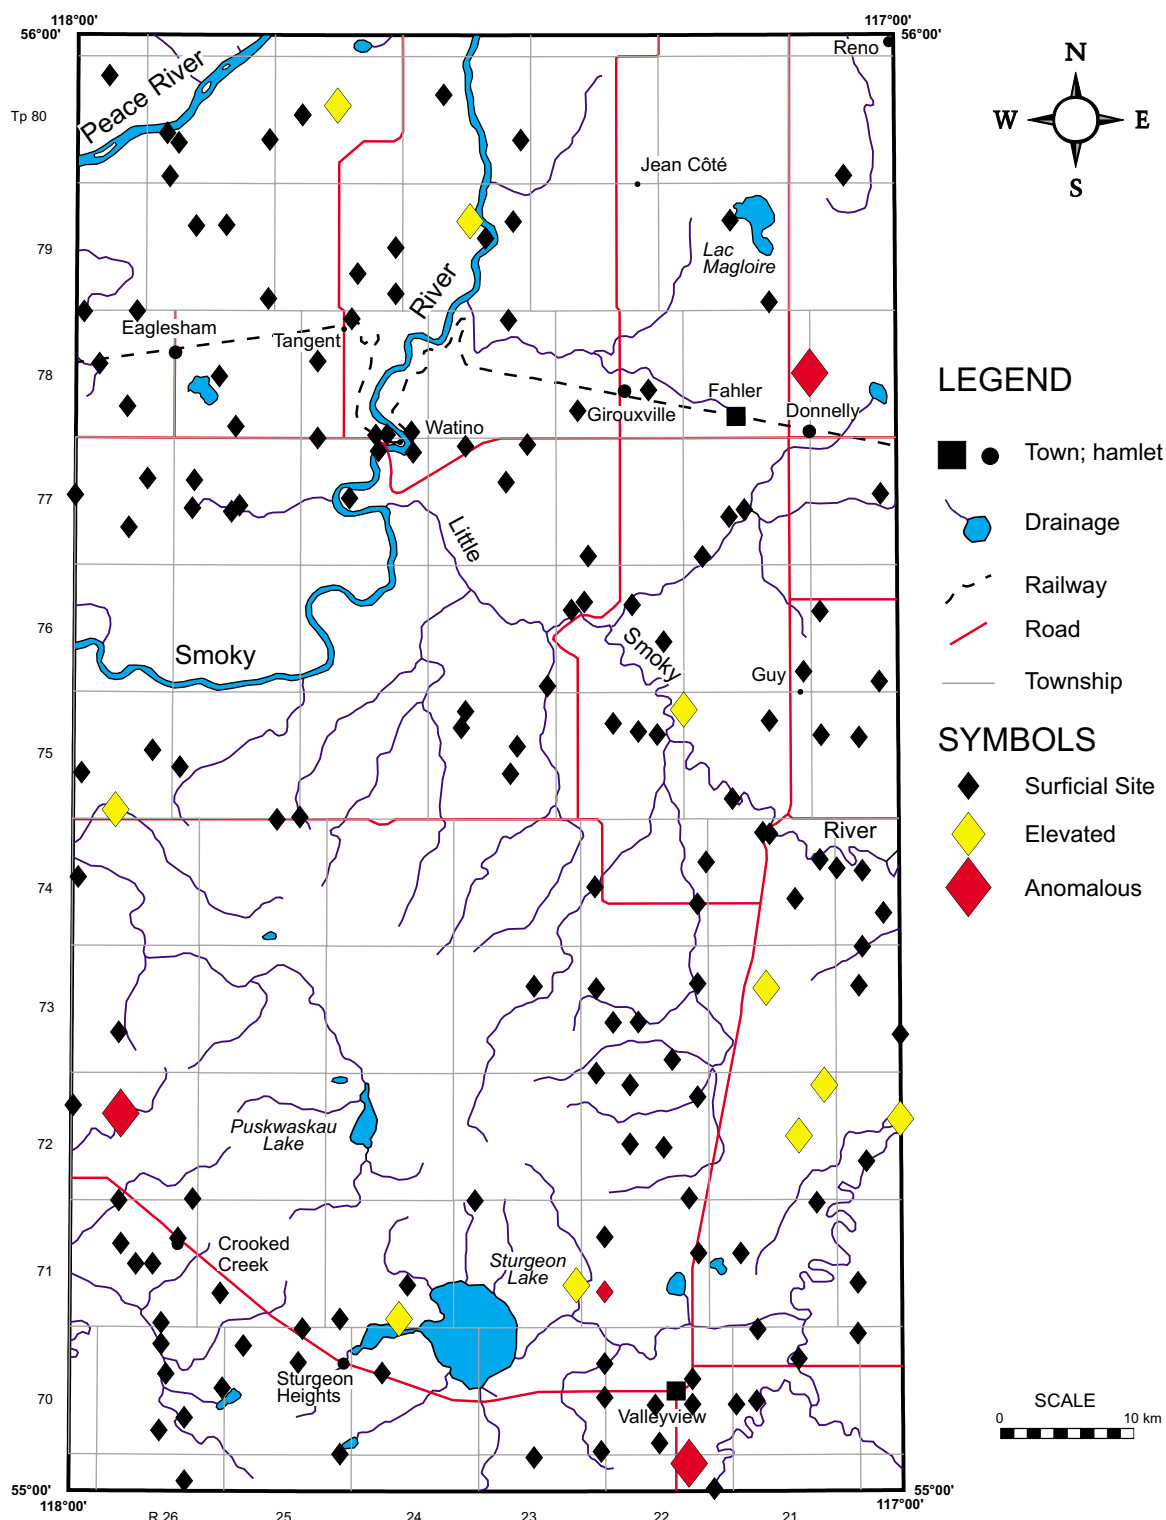 118°00'
117°00'
56°00'
56°00'
Reno
N
W
E
S
Peace River
Tp 80
Jean Côté
79
Lac
Magloire
River
Eaglesham
Tangent
78
Fahler
Girouxville
Donnelly
Watino
77
Little
76
Smoky
Smoky
Guy
75
River
74
73
Puskwaskau
Lake
72
Crooked
Creek
71
Sturgeon
Lake
Sturgeon
Heights
70
Valleyview
55°00'
55°00'
118°00'
117°00'
R 26
25
24
23
22
21
LEGEND
Town; hamlet
Drainage
Railway
Road
Township
SYMBOLS
Surficial Site
Elevated
Anomalous
SCALE
0
10 km